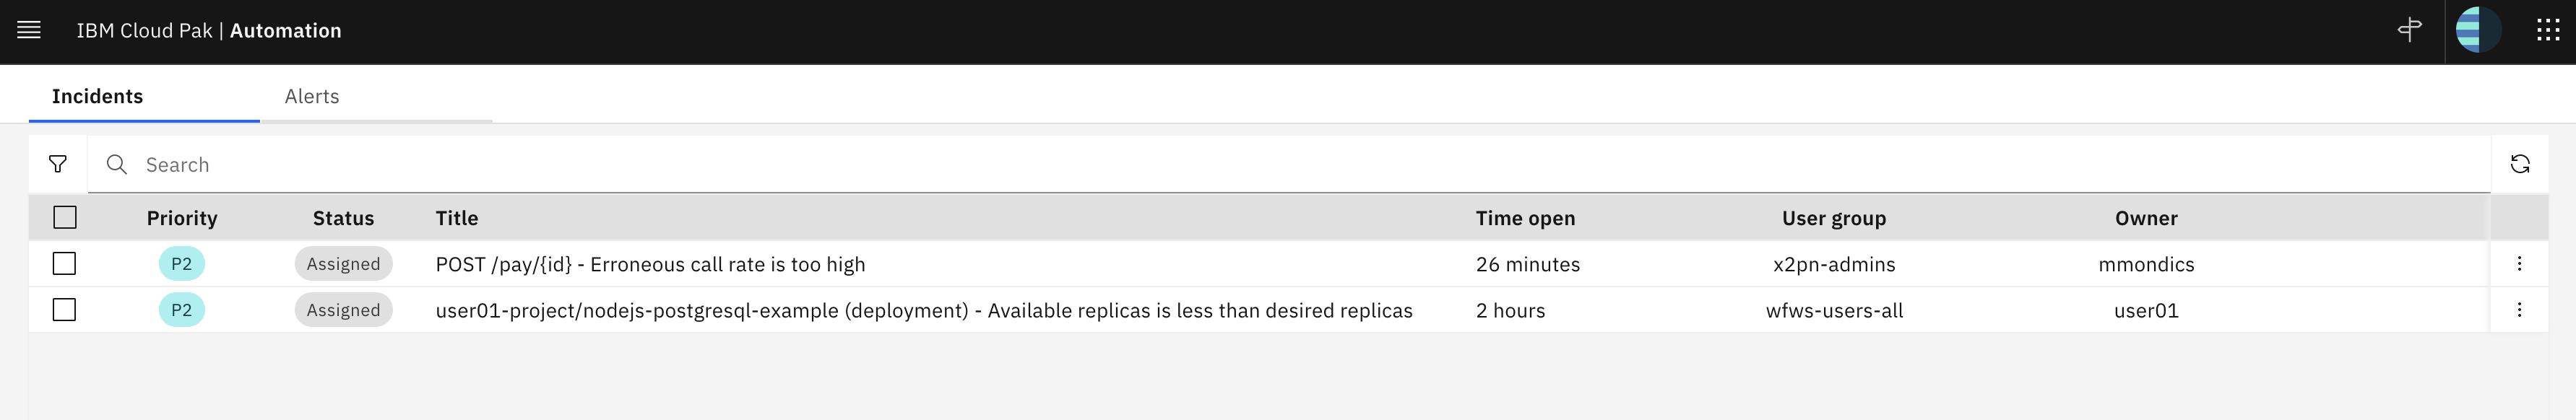 IBM Cloud Pak | Automation
Incidents Alerts
Search
Priority Status Title Time open User group Owner
P2 Assigned POST /pay/{id} - Erroneous call rate is too high 26 minutes x2pn-admins mmondics
P2 Assigned user01-project/nodejs-postgresql-example (deployment) - Available replicas is less than desired replicas 2 hours wfws-users-all user01